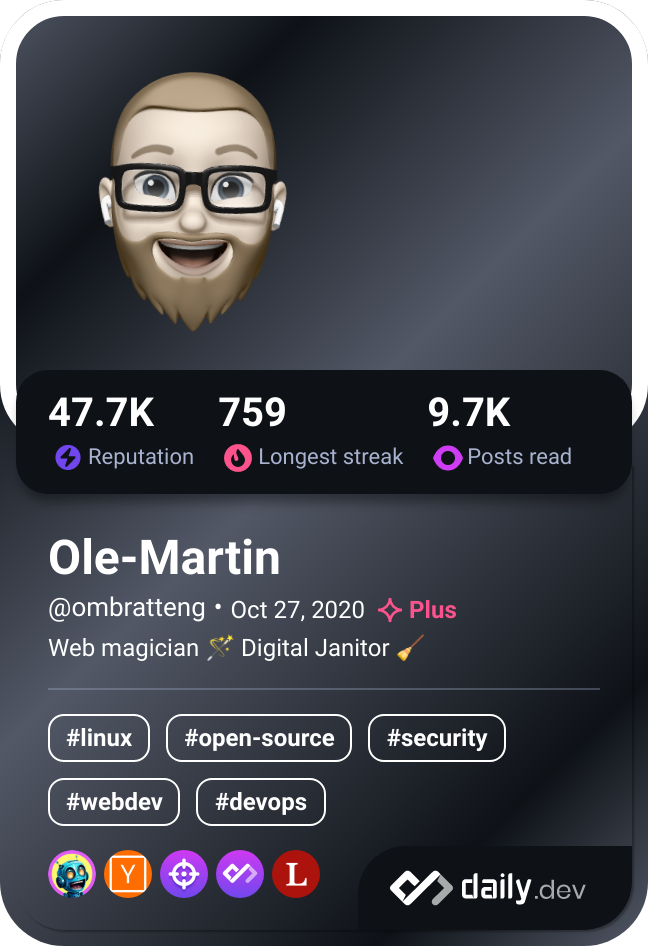 47.7K 759 9.7K
Reputation Longest streak Posts read
Ole-Martin
@ombratteng • Oct 27, 2020 Plus
Web magician 🪄 Digital Janitor 🧹
#linux #open-source #security
#webdev #devops
Y L
daily.dev